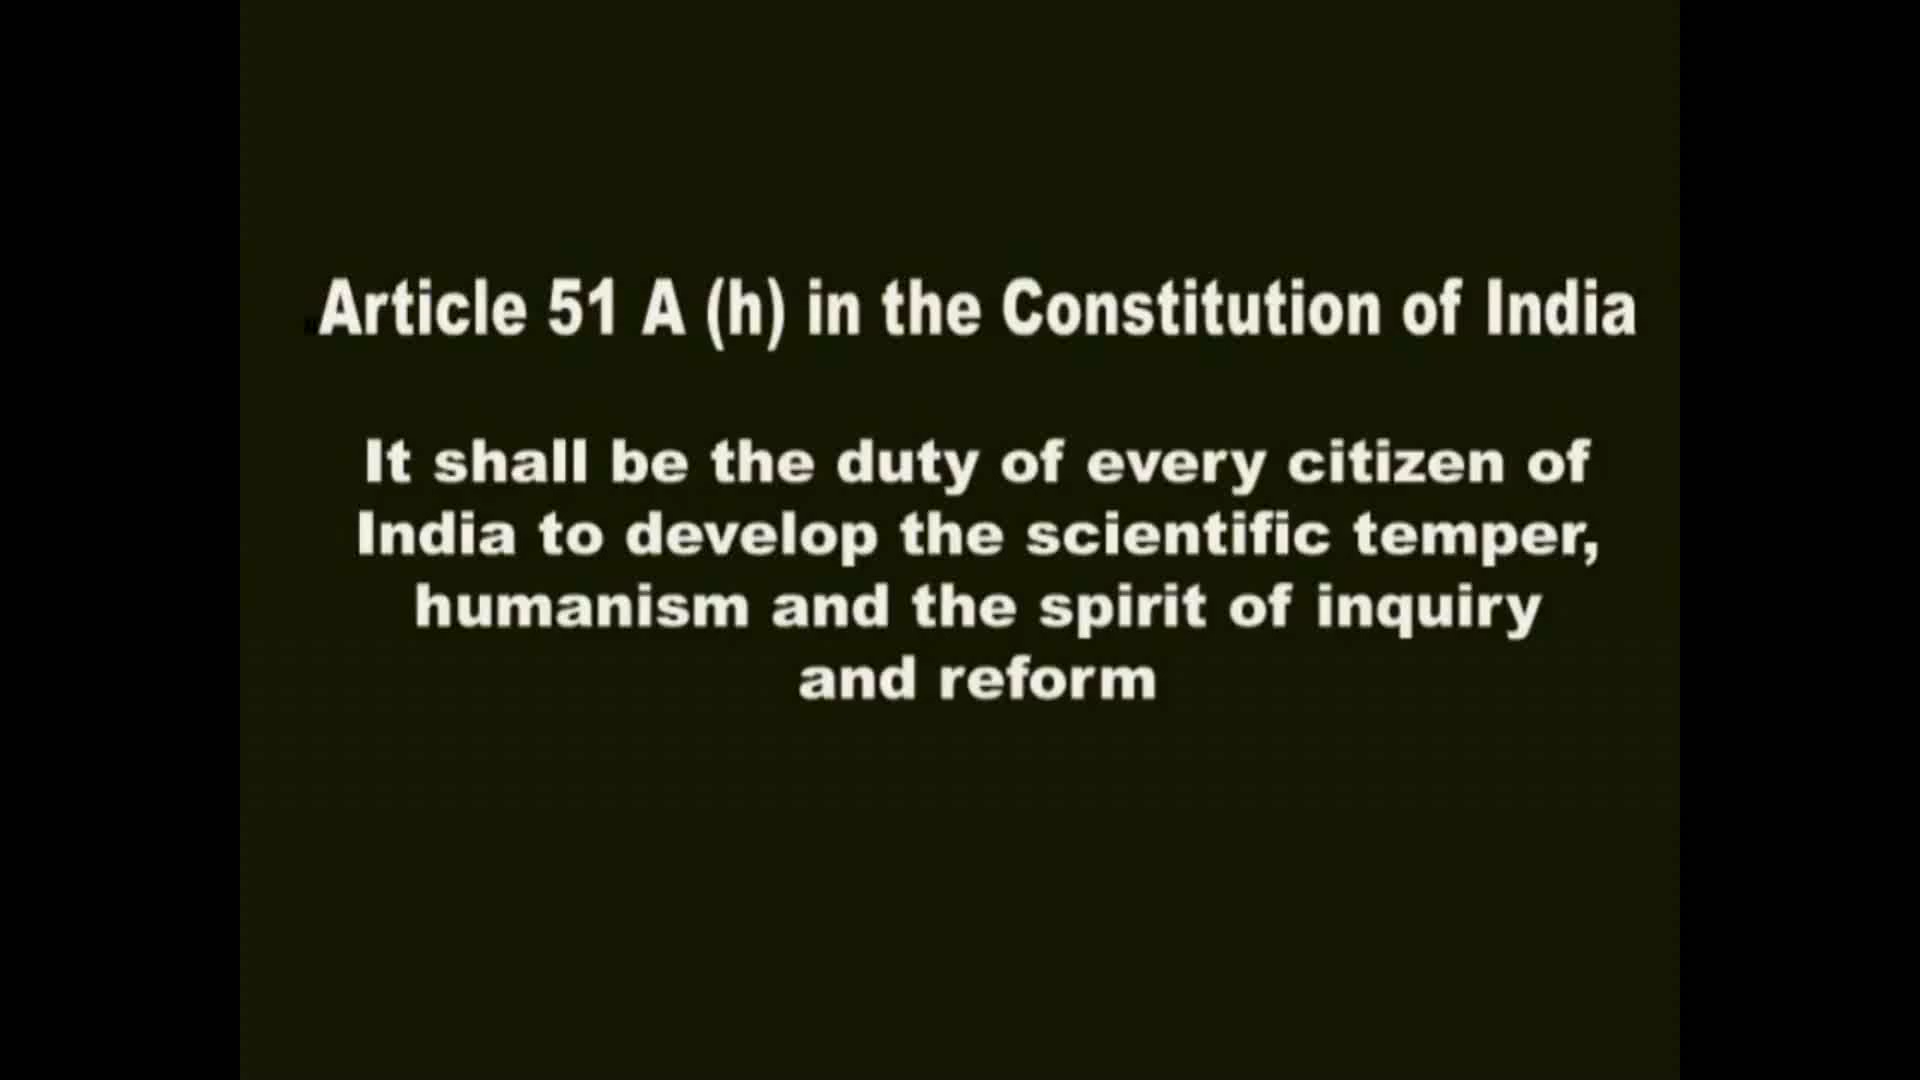 Article 51 A (h) in the Constitution of India
It shall be the duty of every citizen of
India to develop the scientific temper,
humanism and the spirit of inquiry
and reform